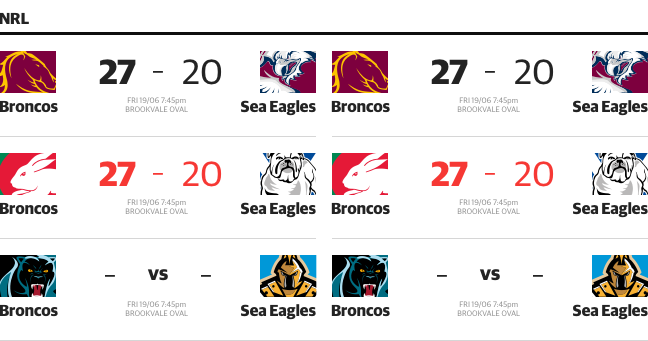 NRL
27 - 20 27 - 20
Broncos Sea Eagles Broncos Sea Eagles
FRI 19/06 7:45pm FRI 19/06 7:45pm
BROOKVALE OVAL BROOKVALE OVAL
27 - 20 27 - 20
Broncos Sea Eagles Broncos Sea Eagles
FRI 19/06 7:45pm FRI 19/06 7:45pm
BROOKVALE OVAL BROOKVALE OVAL
– vs – – vs –
Broncos Sea Eagles Broncos Sea Eagles
FRI 19/06 7:45pm FRI 19/06 7:45pm
BROOKVALE OVAL BROOKVALE OVAL